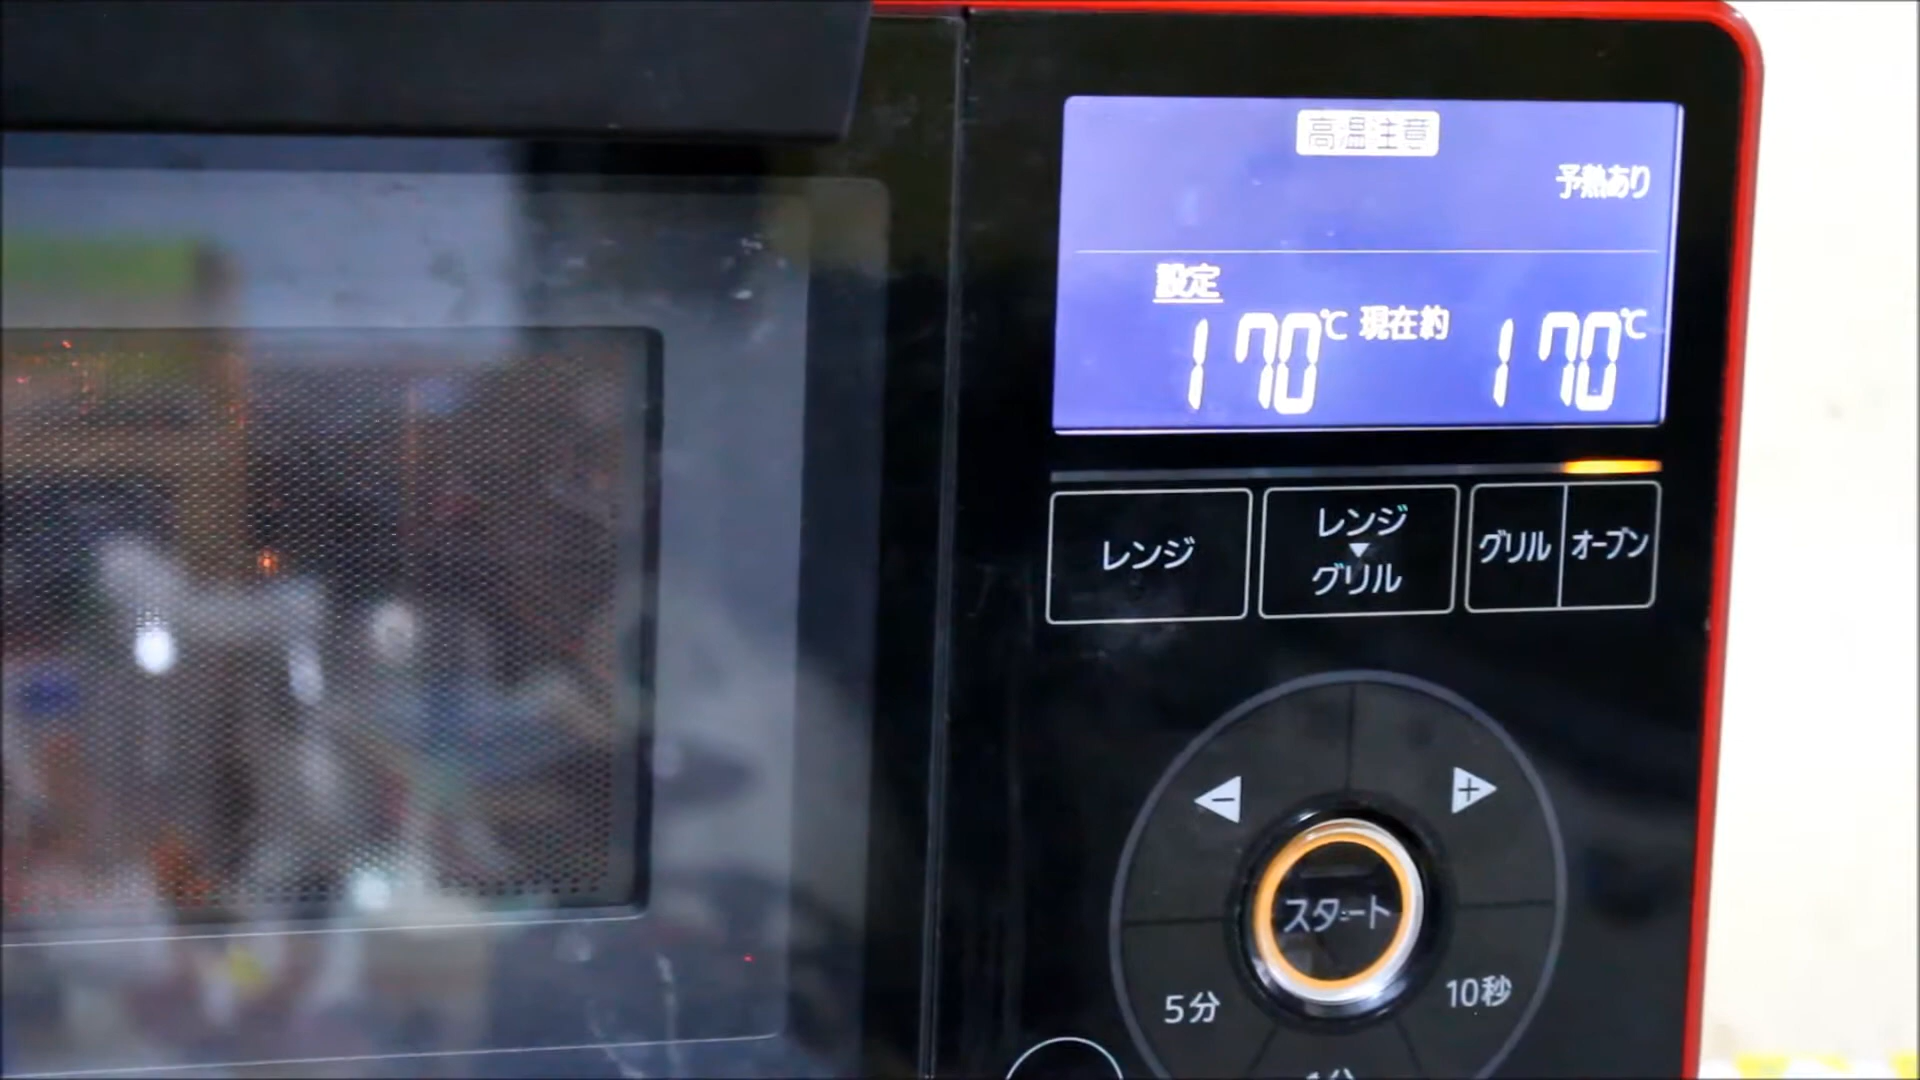 高温注意
予熱あり
設定
170℃ 現在約 170℃
レンジ
レンジ
▼
グリル
グリル
オーブン
−
+
スタート
5分
10秒